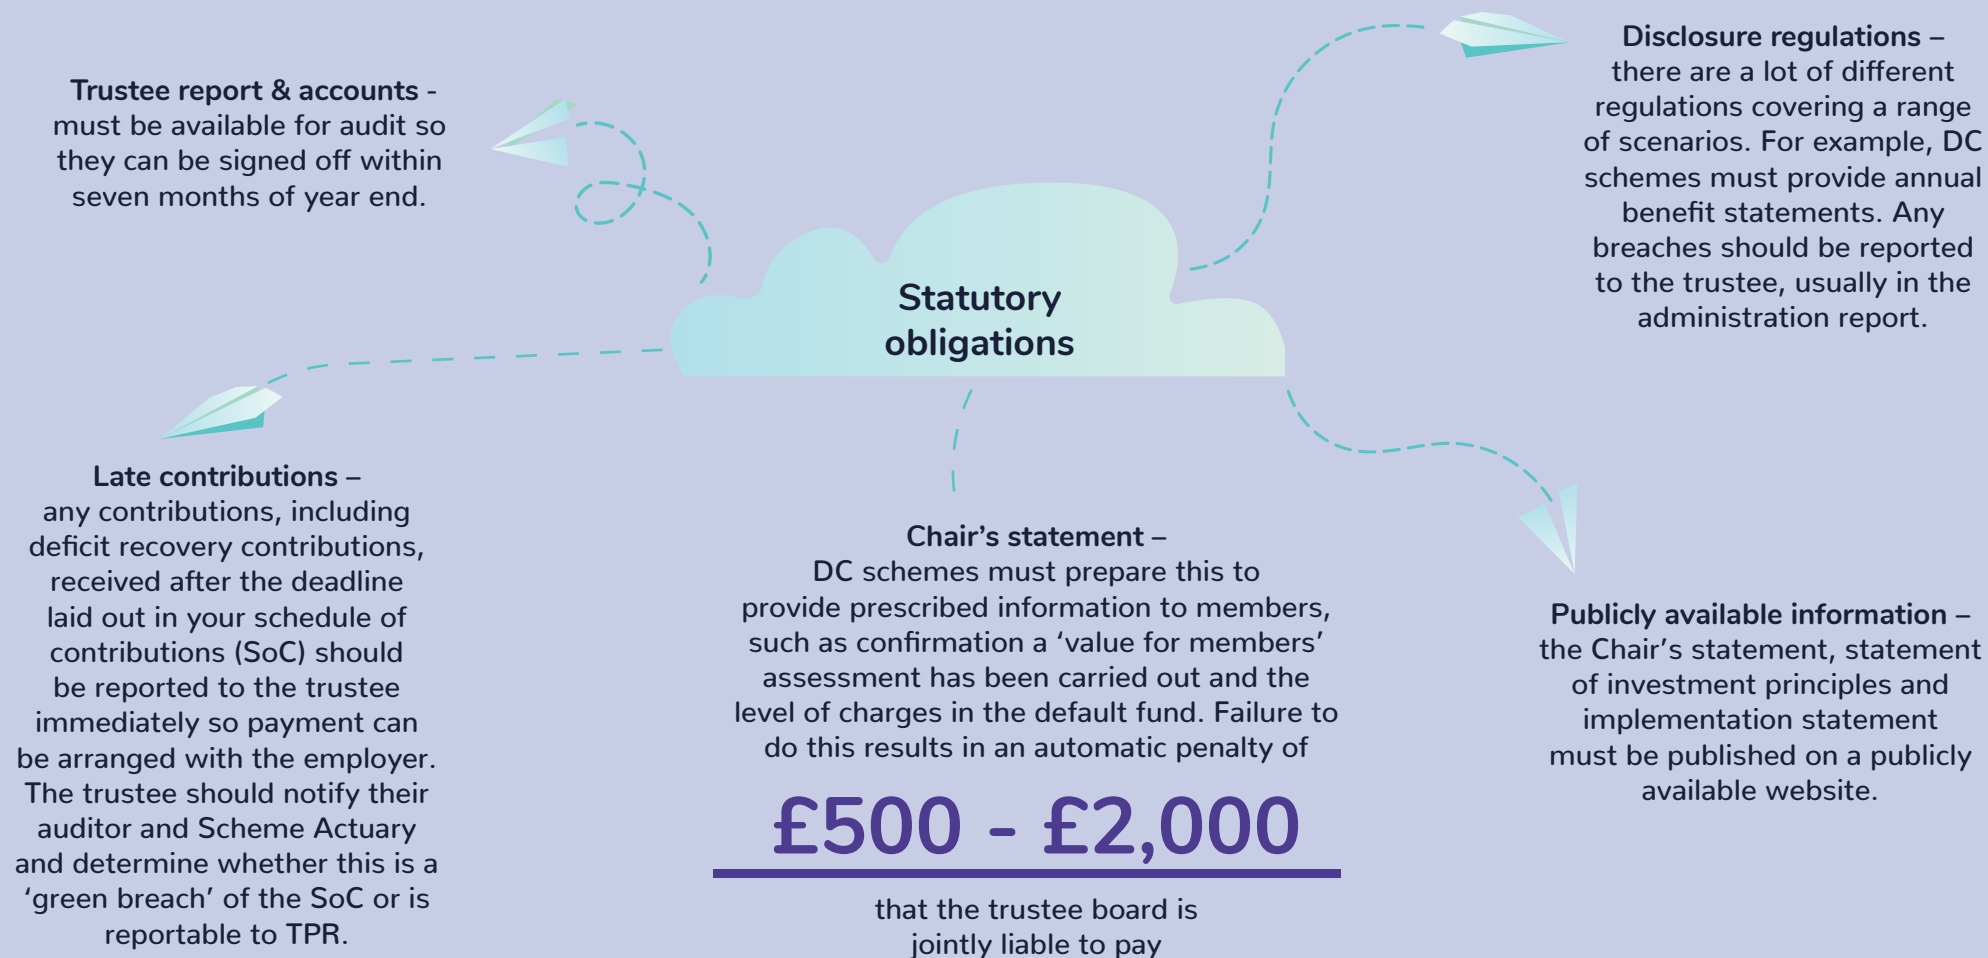 Trustee report & accounts -
must be available for audit so
they can be signed off within
seven months of year end.
Disclosure regulations –
there are a lot of different
regulations covering a range
of scenarios. For example, DC
schemes must provide annual
benefit statements. Any
breaches should be reported
to the trustee, usually in the
administration report.
Statutory
obligations
Late contributions –
any contributions, including
deficit recovery contributions,
received after the deadline
laid out in your schedule of
contributions (SoC) should
be reported to the trustee
immediately so payment can
be arranged with the employer.
The trustee should notify their
auditor and Scheme Actuary
and determine whether this is a
‘green breach’ of the SoC or is
reportable to TPR.
Chair’s statement –
DC schemes must prepare this to
provide prescribed information to members,
such as confirmation a ‘value for members’
assessment has been carried out and the
level of charges in the default fund. Failure to
do this results in an automatic penalty of
£500 - £2,000
that the trustee board is
jointly liable to pay
Publicly available information –
the Chair’s statement, statement
of investment principles and
implementation statement
must be published on a publicly
available website.